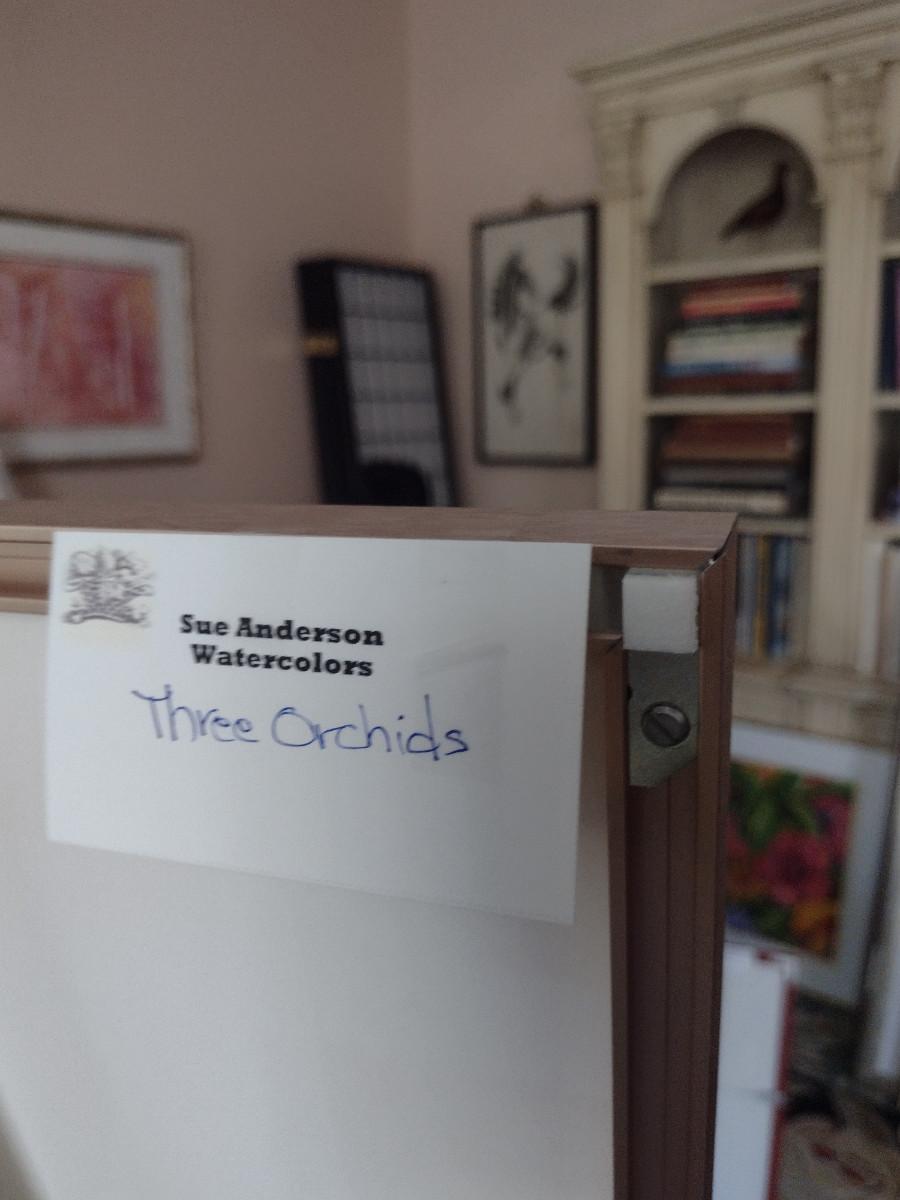 Sue Anderson
Watercolors
Three Orchids